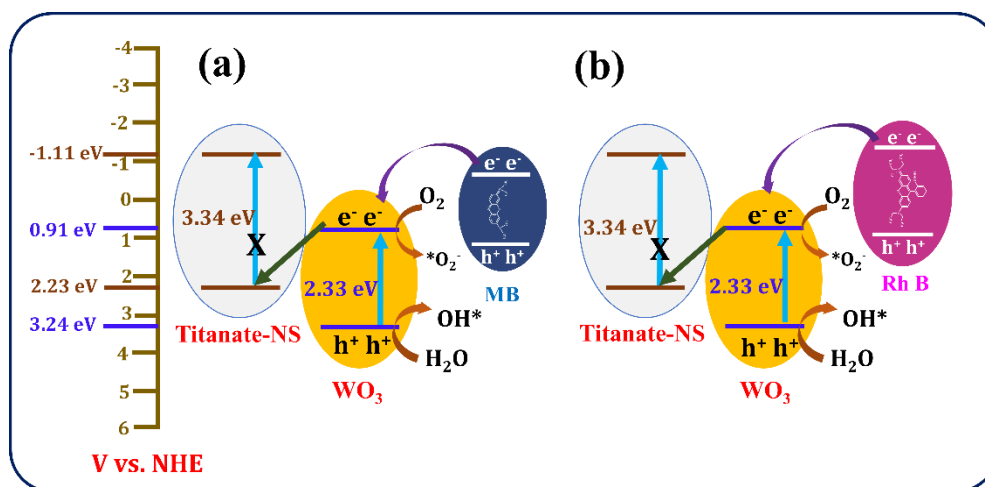 (a)
(b)
-4
-3
-2
-1
0
1
2
3
4
5
6
-1.11 eV
0.91 eV
2.23 eV
3.24 eV
V vs. NHE
3.34 eV
X
Titanate-NS
e⁻ e⁻
2.33 eV
h⁺ h⁺
WO₃
O₂
*O₂⁻
OH*
H₂O
e⁻ e⁻
h⁺ h⁺
MB
3.34 eV
X
Titanate-NS
e⁻ e⁻
2.33 eV
h⁺ h⁺
WO₃
O₂
*O₂⁻
OH*
H₂O
e⁻ e⁻
h⁺ h⁺
Rh B